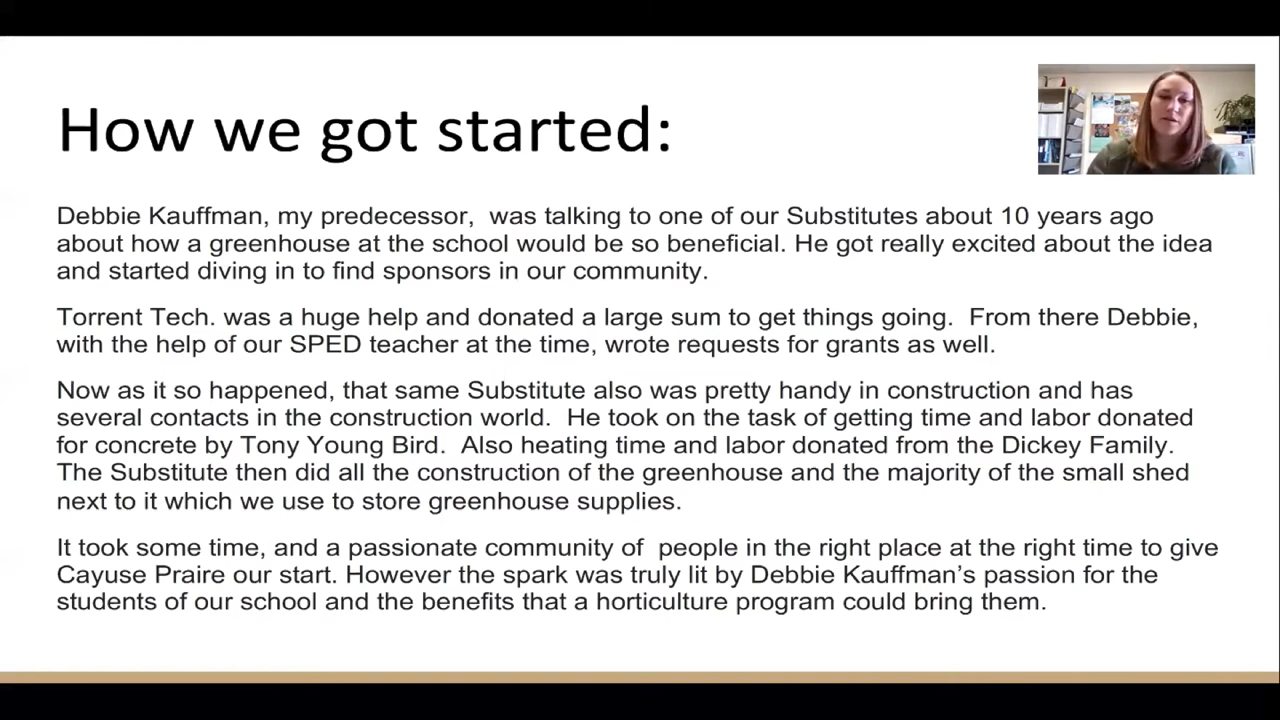 How we got started:
Debbie Kauffman, my predecessor,  was talking to one of our Substitutes about 10 years ago
about how a greenhouse at the school would be so beneficial. He got really excited about the idea
and started diving in to find sponsors in our community.
Torrent Tech. was a huge help and donated a large sum to get things going.  From there Debbie,
with the help of our SPED teacher at the time, wrote requests for grants as well.
Now as it so happened, that same Substitute also was pretty handy in construction and has
several contacts in the construction world.  He took on the task of getting time and labor donated
for concrete by Tony Young Bird.  Also heating time and labor donated from the Dickey Family.
The Substitute then did all the construction of the greenhouse and the majority of the small shed
next to it which we use to store greenhouse supplies.
It took some time, and a passionate community of  people in the right place at the right time to give
Cayuse Praire our start. However the spark was truly lit by Debbie Kauffman’s passion for the
students of our school and the benefits that a horticulture program could bring them.